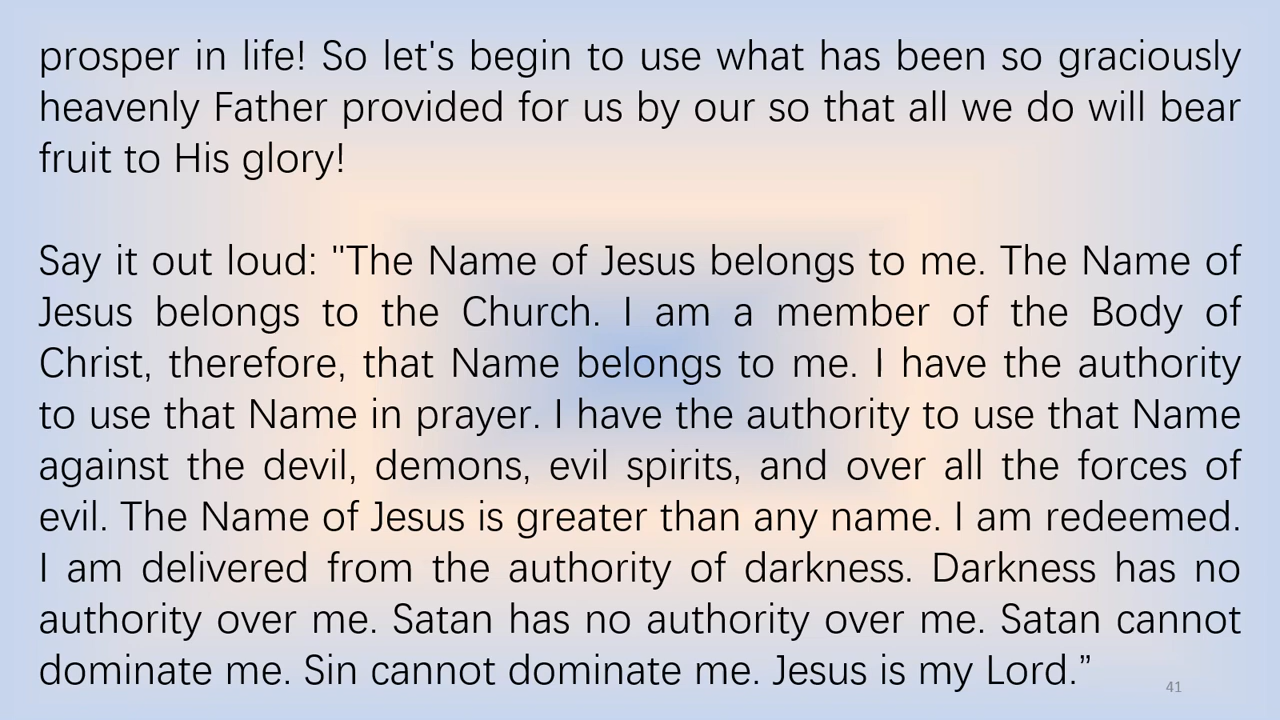 prosper in life! So let's begin to use what has been so graciously
heavenly Father provided for us by our so that all we do will bear
fruit to His glory!
Say it out loud: "The Name of Jesus belongs to me. The Name of
Jesus belongs to the Church. I am a member of the Body of
Christ, therefore, that Name belongs to me. I have the authority
to use that Name in prayer. I have the authority to use that Name
against the devil, demons, evil spirits, and over all the forces of
evil. The Name of Jesus is greater than any name. I am redeemed.
I am delivered from the authority of darkness. Darkness has no
authority over me. Satan has no authority over me. Satan cannot
dominate me. Sin cannot dominate me. Jesus is my Lord.”
41